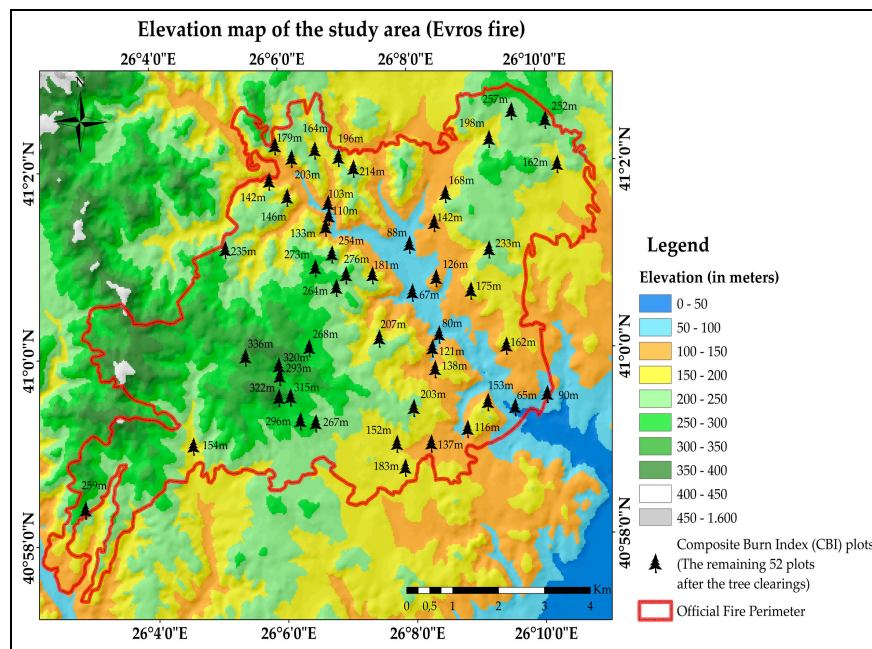 Elevation map of the study area (Evros fire)
26°4'0"E 26°6'0"E 26°8'0"E 26°10'0"E
N
41°2'0"N
41°0'0"N
40°58'0"N
41°2'0"N
41°0'0"N
40°58'0"N
257m
252m
198m
162m
179m
164m
196m
203m
214m
142m
146m
103m
110m
133m
168m
142m
88m
235m
254m
273m
276m
264m
181m
126m
67m
233m
175m
207m
80m
121m
138m
162m
336m
268m
320m
293m
322m
315m
296m
267m
203m
153m
65m
90m
116m
152m
137m
183m
154m
259m
Km
0 0,5 1 2 3 4
26°4'0"E 26°6'0"E 26°8'0"E 26°10'0"E
Legend
Elevation (in meters)
0 - 50
50 - 100
100 - 150
150 - 200
200 - 250
250 - 300
300 - 350
350 - 400
400 - 450
450 - 1.600
Composite Burn Index (CBI) plots
(The remaining 52 plots
after the tree clearings)
Official Fire Perimeter